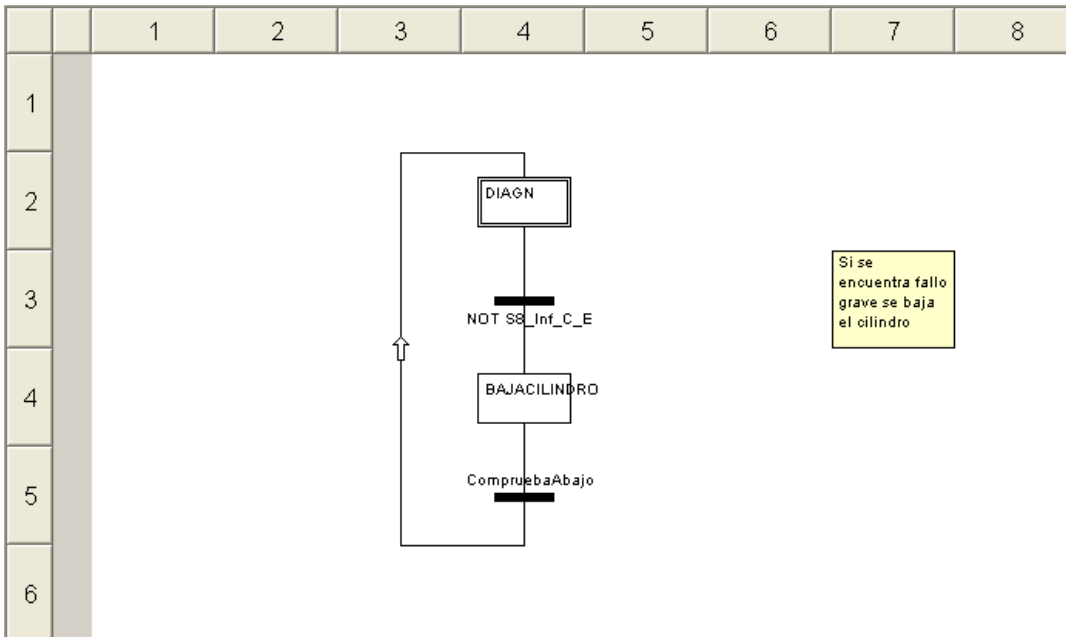 1 2 3 4 5 6 7 8
1
2
DIAGN
3
Si se
encuentra fallo
grave se baja
el cilindro
NOT S8_Inf_C_E
4
BAJACILINDRO
5
CompruebaAbajo
6